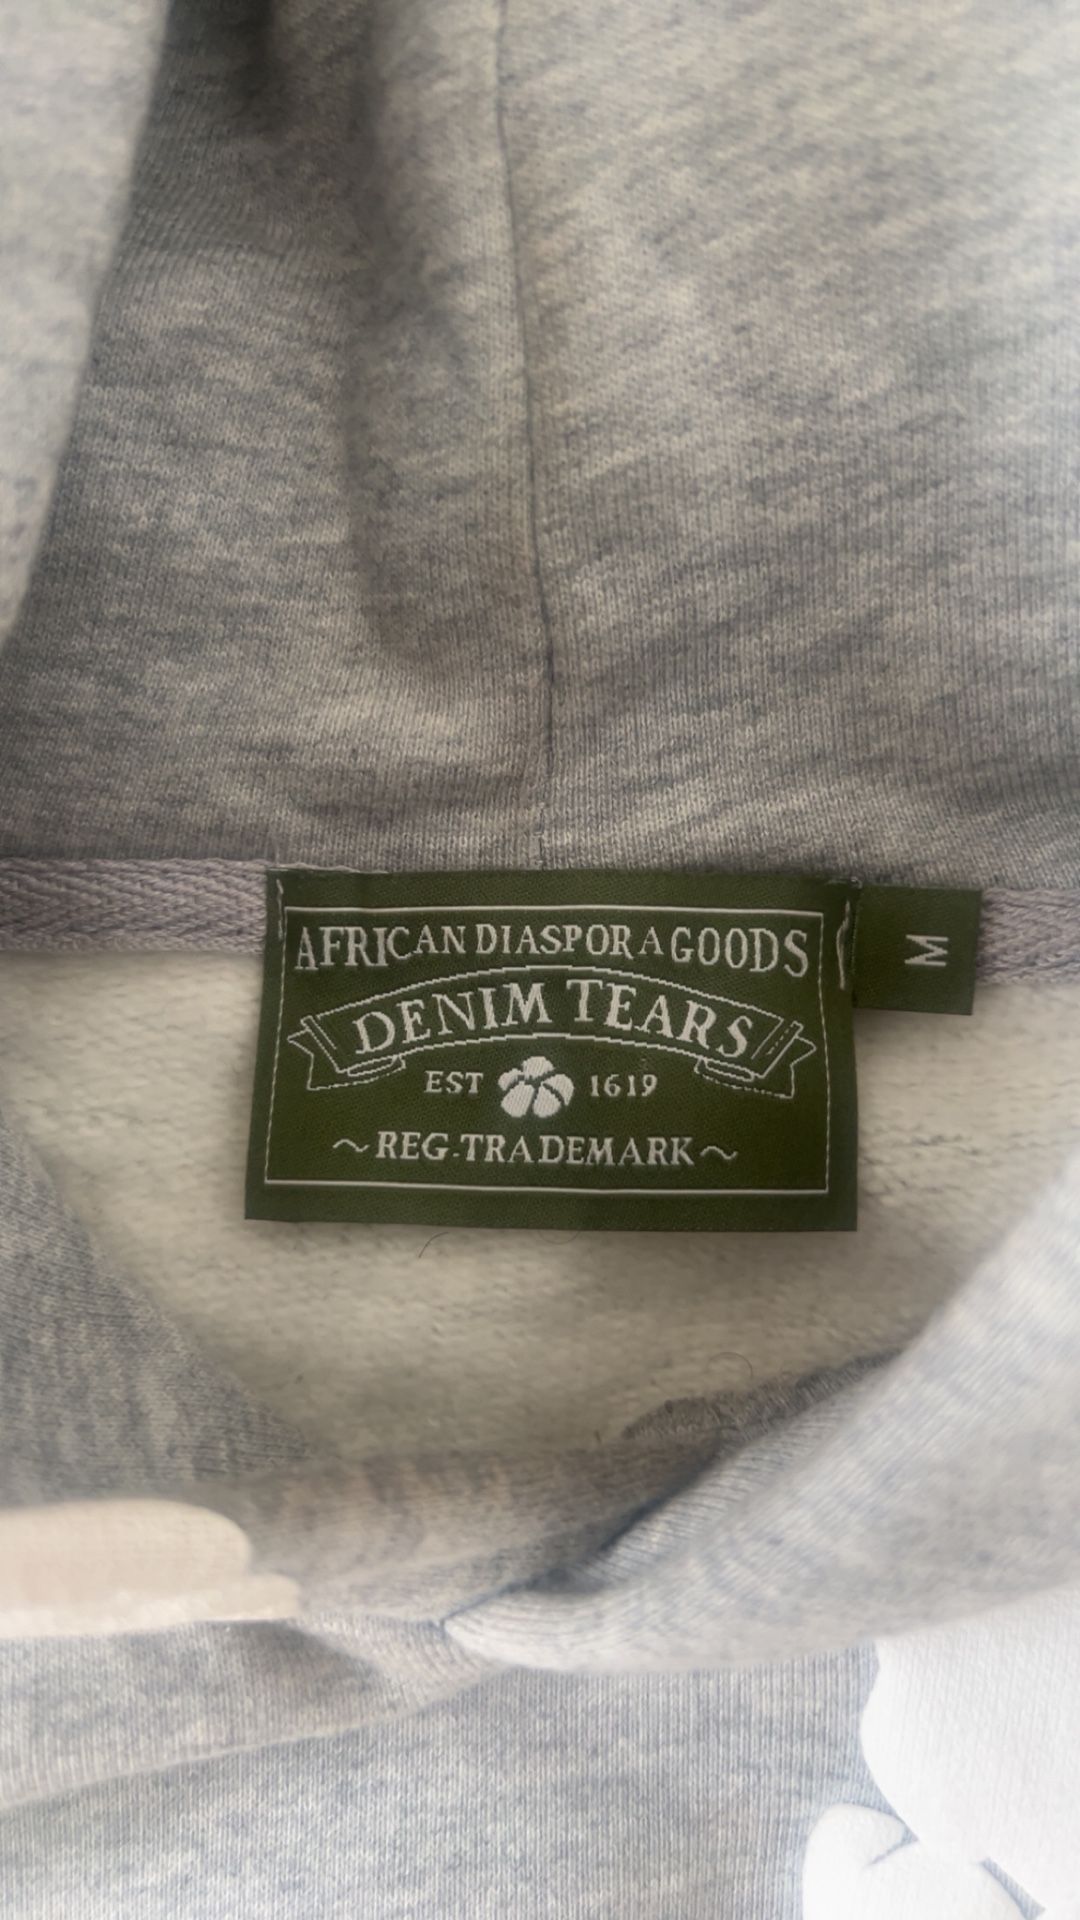 AFRICAN DIASPORA GOODS
DENIM TEARS
EST 1619
~REG.TRADEMARK~
M